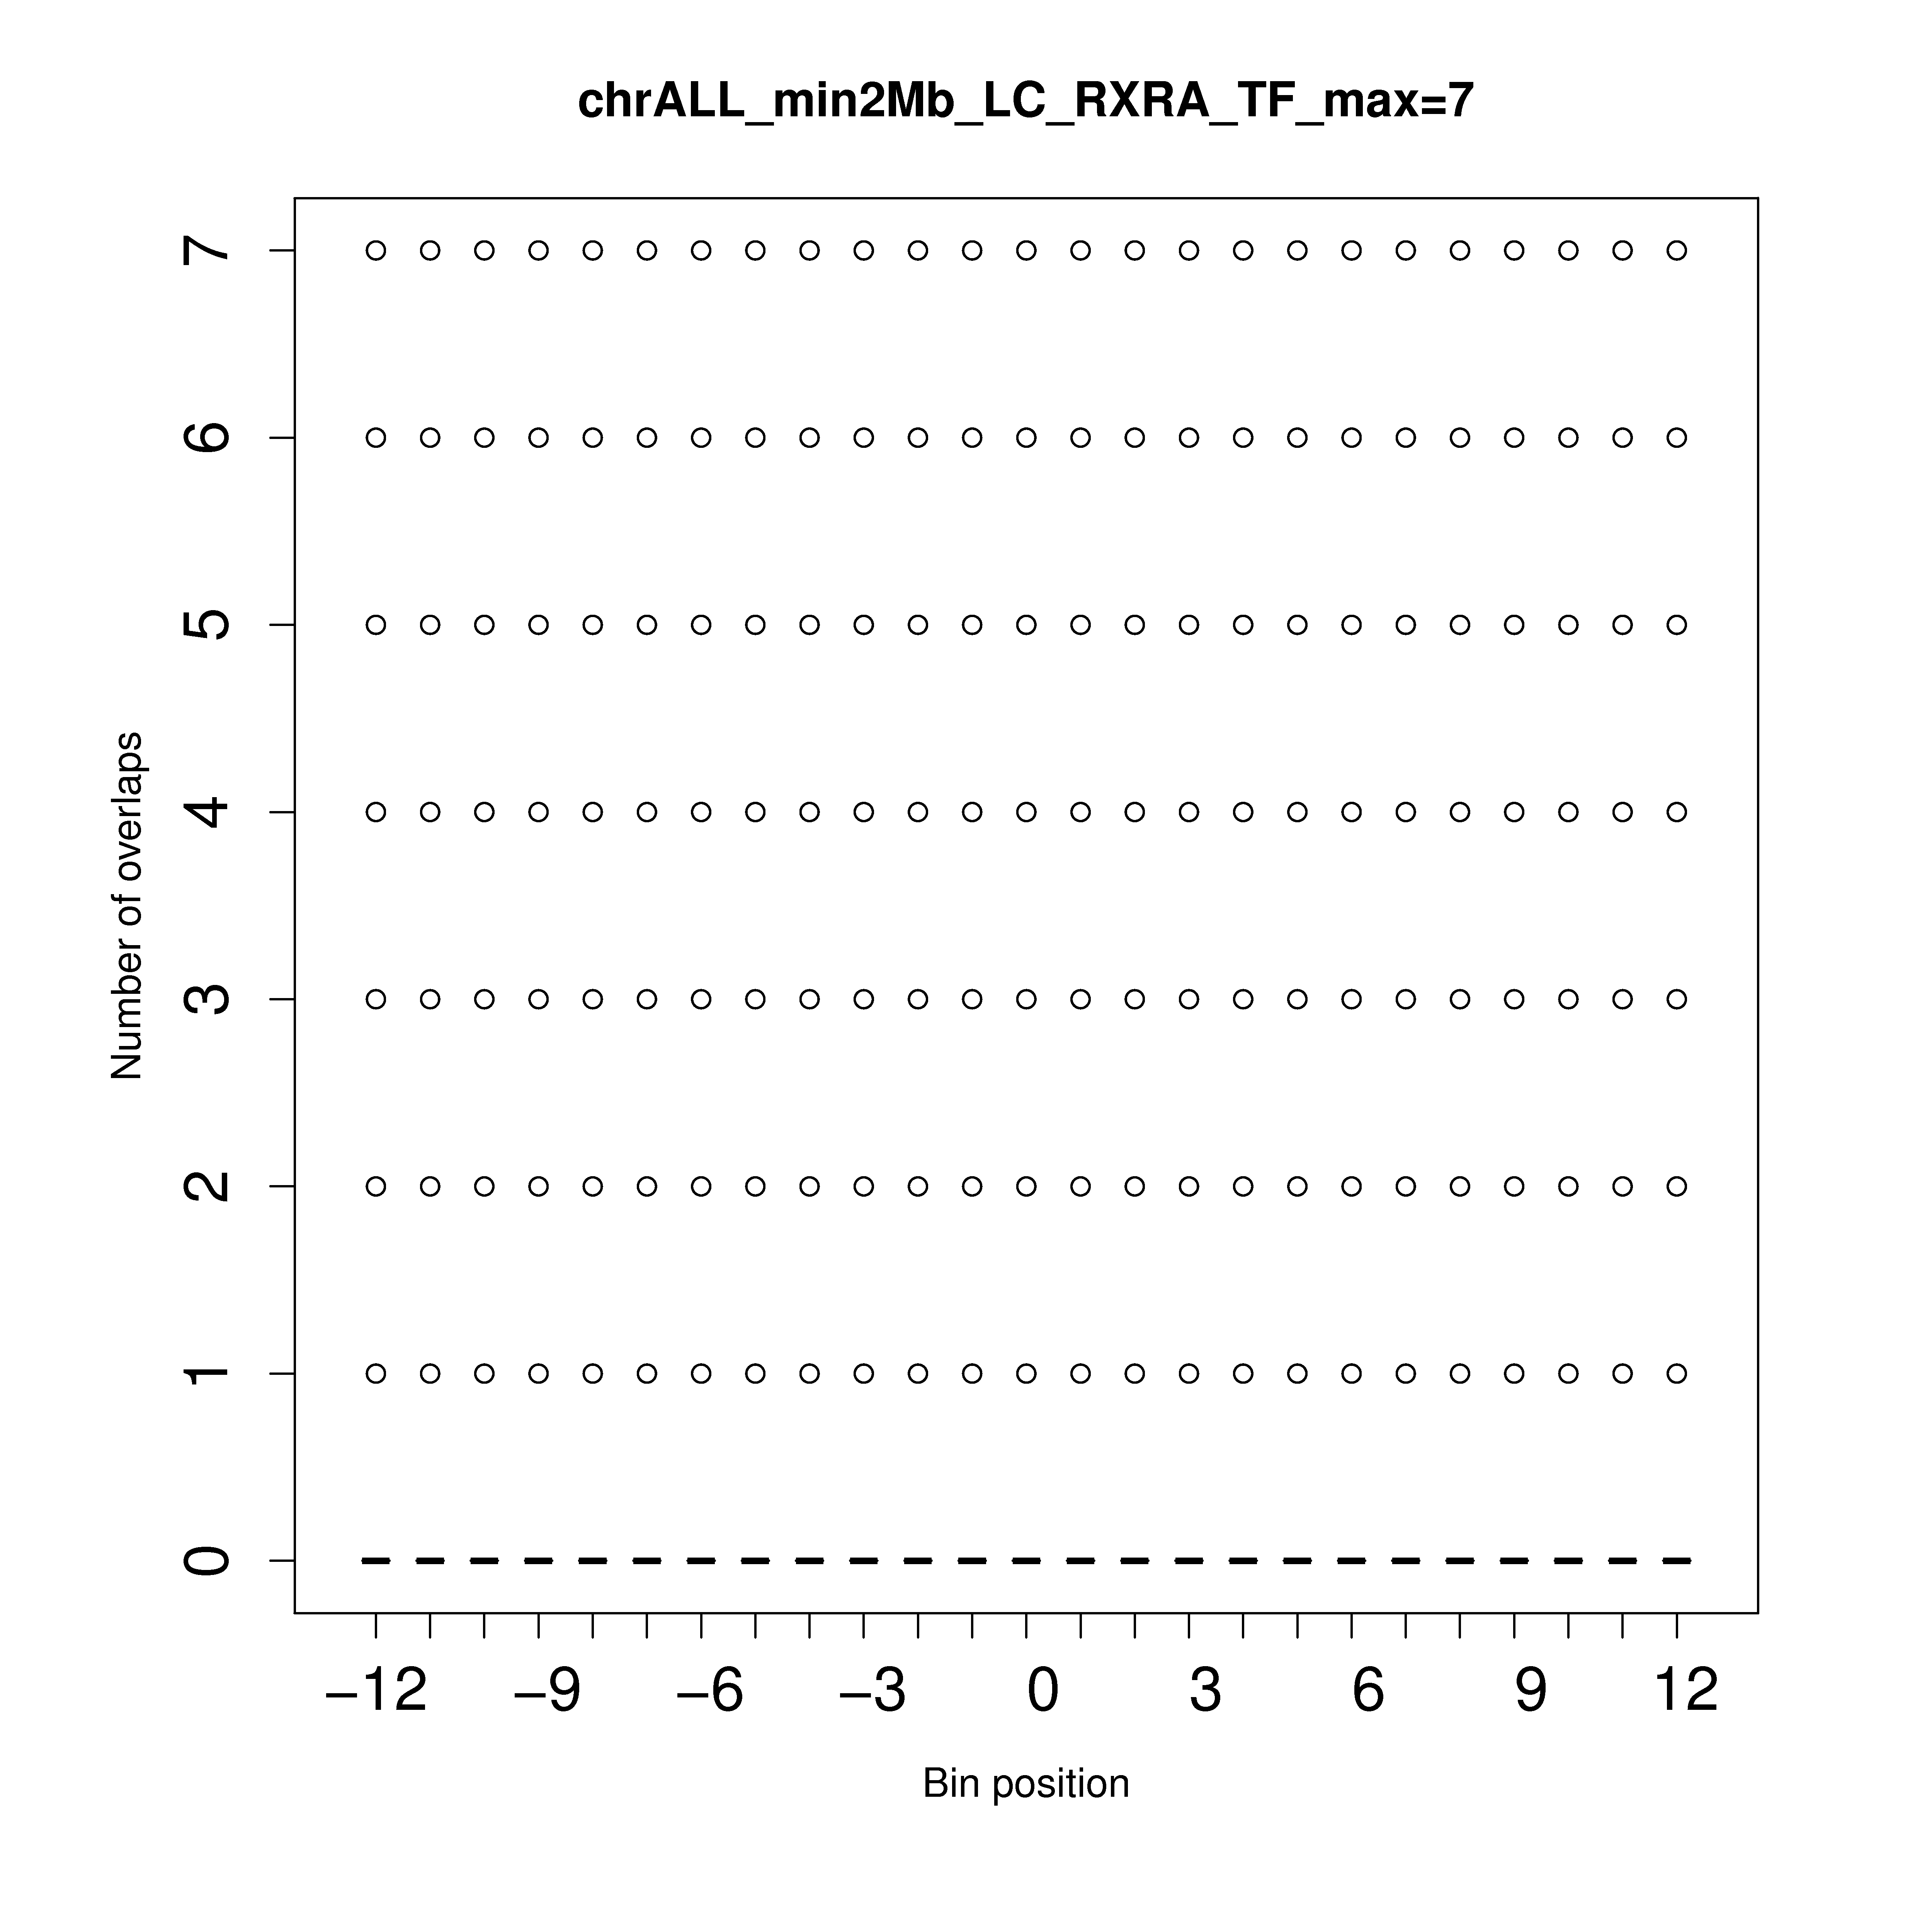 chrALL_min2Mb_LC_RXRA_TF_max=7
7
6
5
4
3
2
1
0
Number of overlaps
−12 −9 −6 −3 0 3 6 9 12
Bin position